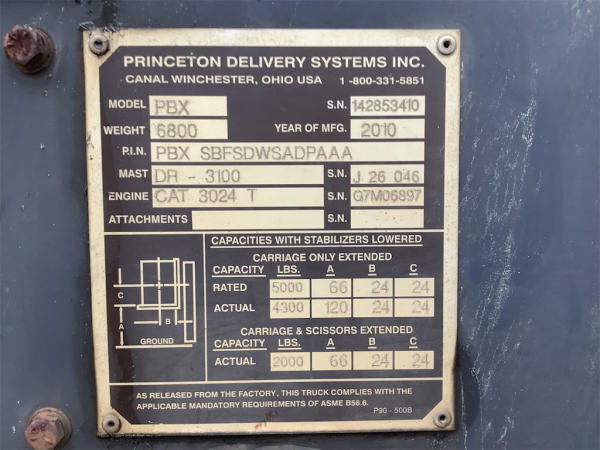 PRINCETON DELIVERY SYSTEMS INC.
CANAL WINCHESTER, OHIO USA 1-800-331-5851
MODEL PBX S.N. 142853410
WEIGHT 6800 YEAR OF MFG. 2010
P.I.N. PBX SBFSDWSADPAAA
MAST DR - 3100 S.N. J 26 046
ENGINE CAT 3024 T S.N. G7M06897
ATTACHMENTS S.N.
CAPACITIES WITH STABILIZERS LOWERED
CARRIAGE ONLY EXTENDED
CAPACITY LBS. A B C
RATED 5000 66 24 24
ACTUAL 4300 120 24 24
CARRIAGE & SCISSORS EXTENDED
CAPACITY LBS. A B C
ACTUAL 2000 66 24 24
C
B
A
GROUND
AS RELEASED FROM THE FACTORY, THIS TRUCK COMPLIES WITH THE
APPLICABLE MANDATORY REQUIREMENTS OF ASME B56.6.
P90 - 500B